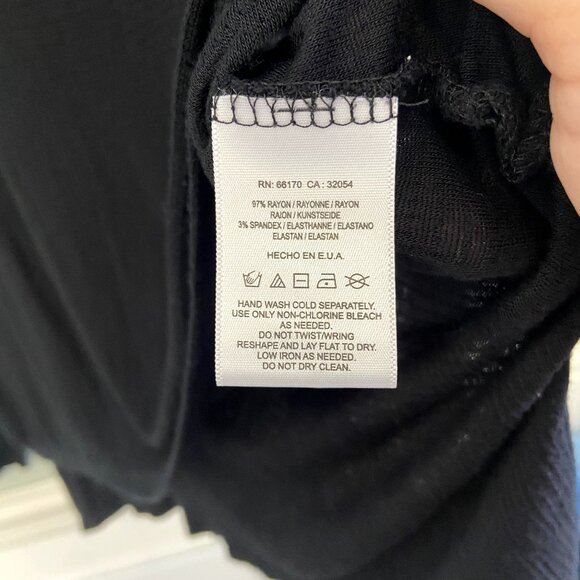 RN: 66170 CA: 32054
97% RAYON / RAYONNE / RAYON
RAION / KUNSTSEIDE
3% SPANDEX / ELASTHANNE / ELASTANO
ELASTAN / ELASTAN
HECHO EN E.U.A.
HAND WASH COLD SEPARATELY.
USE ONLY NON-CHLORINE BLEACH
AS NEEDED.
DO NOT TWIST/WRING
RESHAPE AND LAY FLAT TO DRY.
LOW IRON AS NEEDED.
DO NOT DRY CLEAN.